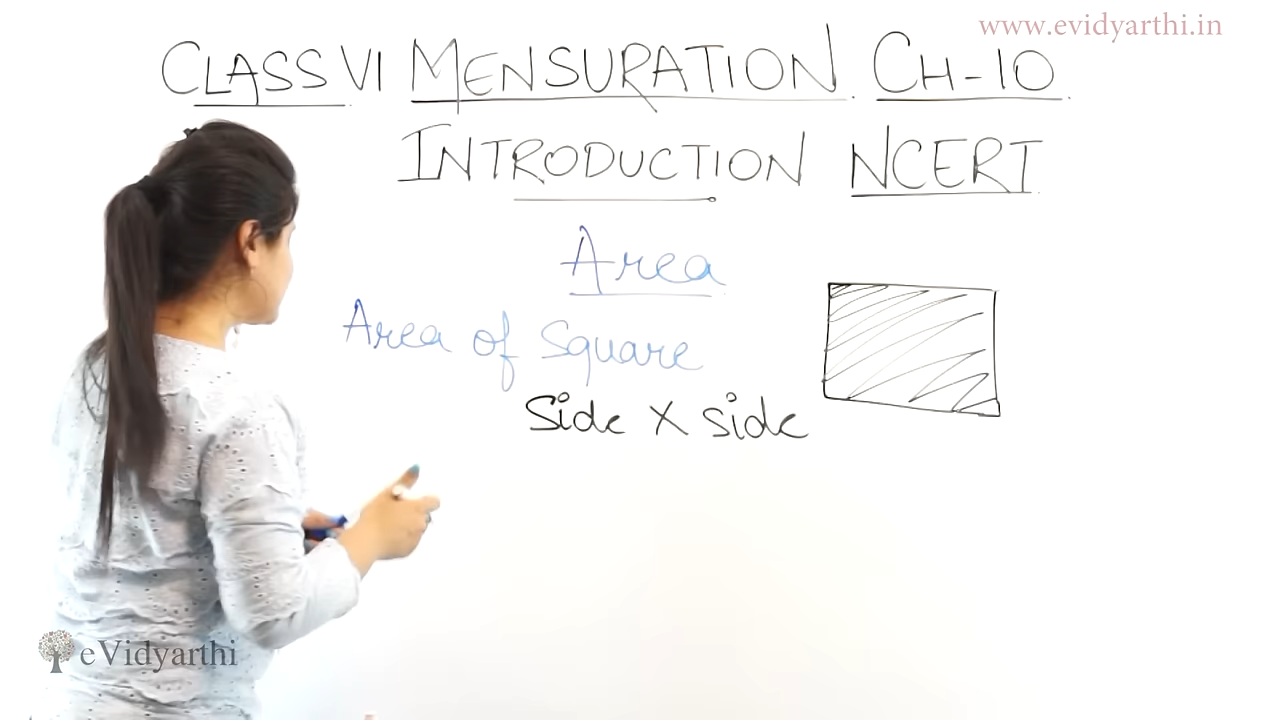 www.evidyarthi.in
CLASS VI MENSURATION CH-10
INTRODUCTION NCERT
Area
Area of Square
Side X Side
eVidyarthi